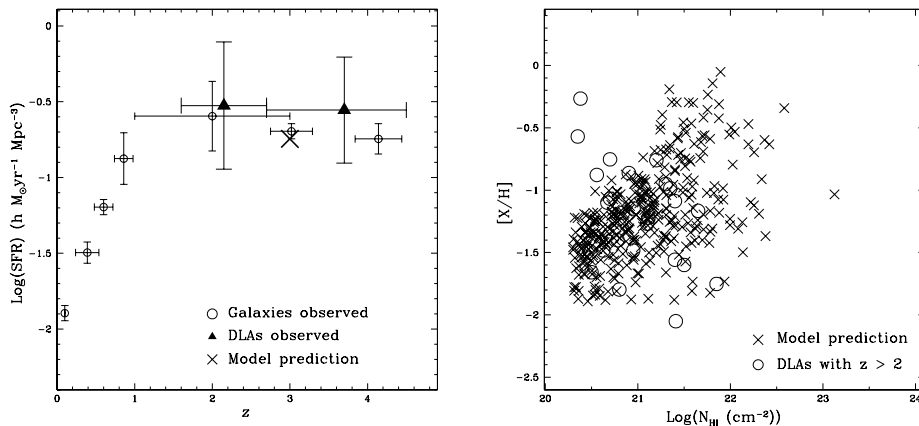 -0
-0.5
-1
-1.5
-2
Log(SFR) (h M⊙yr⁻¹ Mpc⁻³)
○ Galaxies observed
▲ DLAs observed
× Model prediction
0 1 2 3 4
z
0
-0.5
-1
-1.5
-2
-2.5
[X/H]
× Model prediction
○ DLAs with z > 2
20 21 22 23 24
Log(N_HI (cm⁻²))